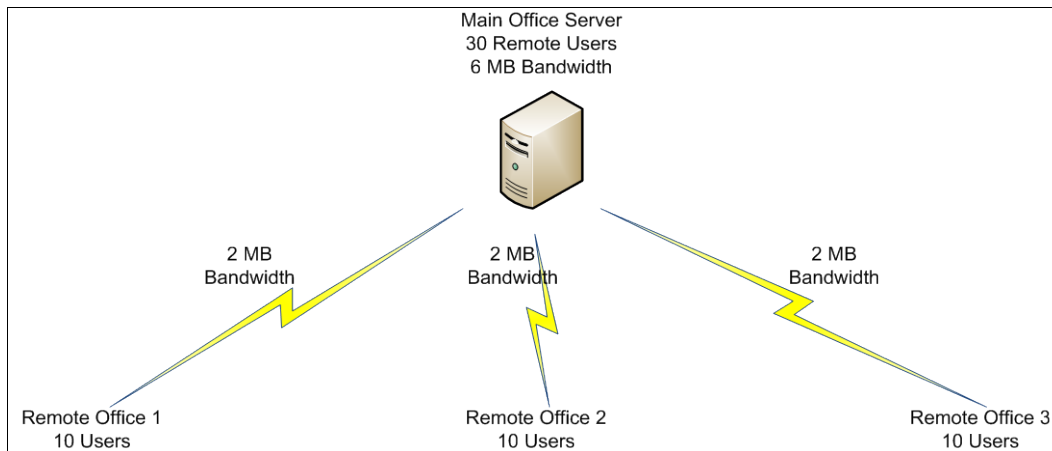 Main Office Server
30 Remote Users
6 MB Bandwidth
2 MB
Bandwidth
2 MB
Bandwidth
2 MB
Bandwidth
Remote Office 1
10 Users
Remote Office 2
10 Users
Remote Office 3
10 Users